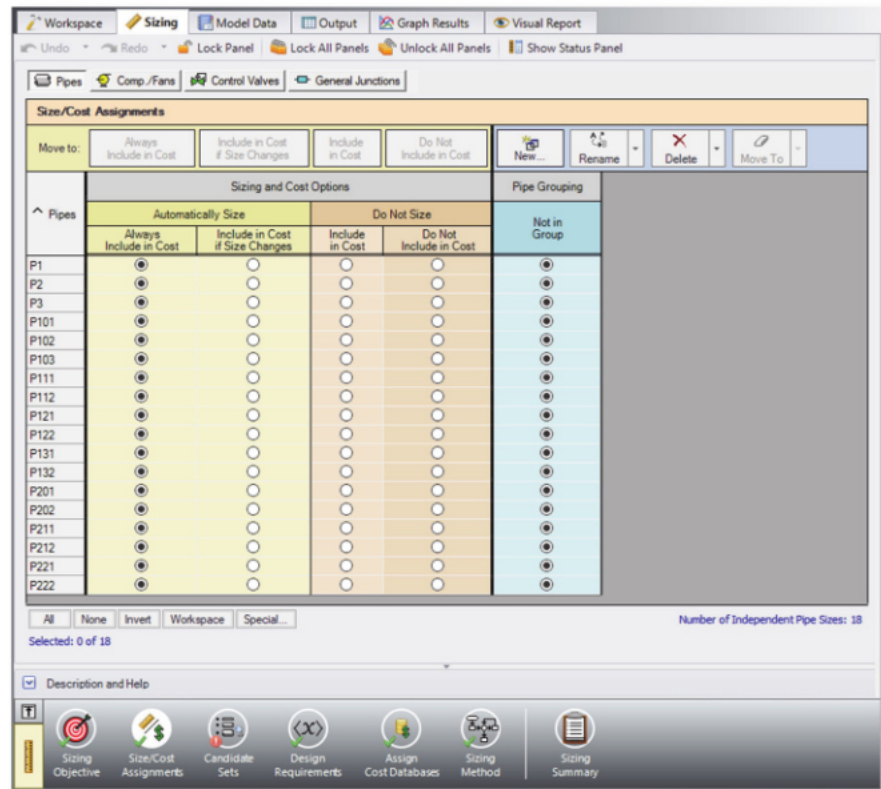 Workspace Sizing Model Data Output Graph Results Visual Report
Undo Redo Lock Panel Lock All Panels Unlock All Panels Show Status Panel
Pipes Comp./Fans Control Valves General Junctions
Size/Cost Assignments
Move to: Always Include in Cost Include in Cost if Size Changes Include in Cost Do Not Include in Cost New... Rename Delete Move To
Sizing and Cost Options Pipe Grouping
Pipes Automatically Size Do Not Size Not in Group
Always Include in Cost Include in Cost if Size Changes Include in Cost Do Not Include in Cost
P1
P2
P3
P101
P102
P103
P111
P112
P121
P122
P131
P132
P201
P202
P211
P212
P221
P222
All None Invert Workspace Special... Number of Independent Pipe Sizes: 18
Selected: 0 of 18
Description and Help
Sizing Objective Size/Cost Assignments Candidate Sets Design Requirements Assign Cost Databases Sizing Method Sizing Summary